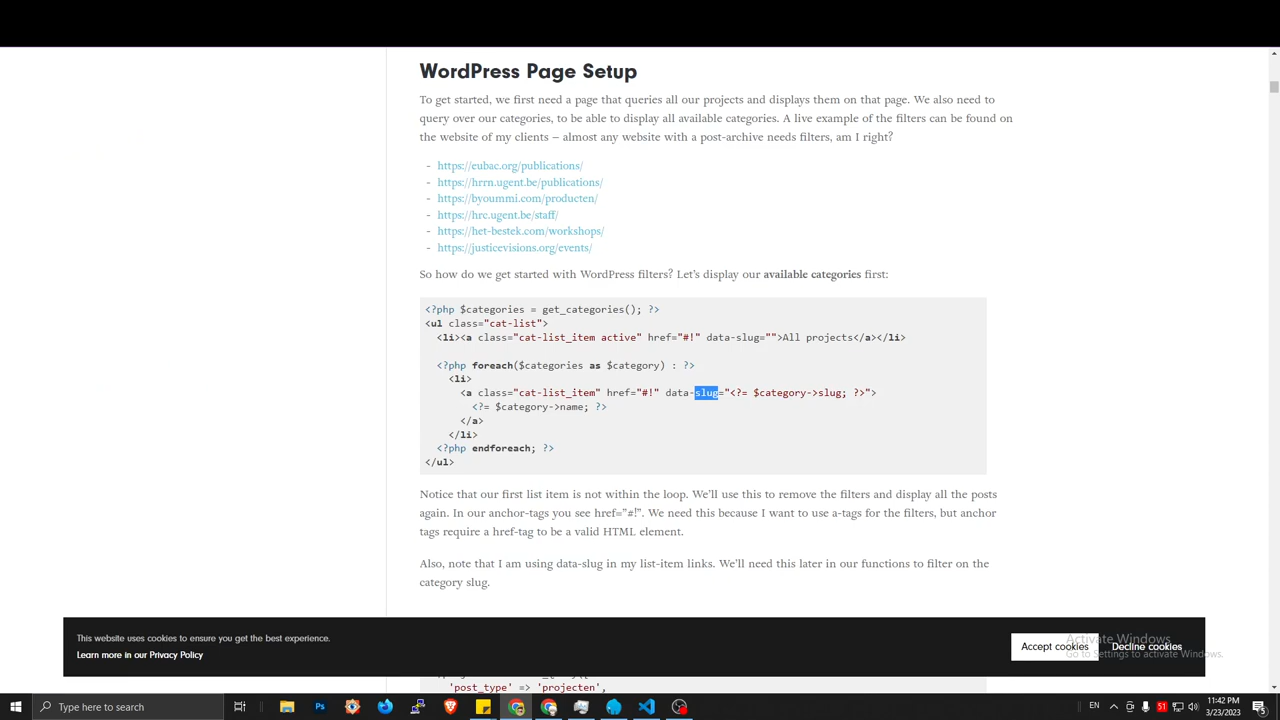 WordPress Page Setup
To get started, we first need a page that queries all our projects and displays them on that page. We also need to
query over our categories, to be able to display all available categories. A live example of the filters can be found on
the website of my clients – almost any website with a post-archive needs filters, am I right?
- https://eubac.org/publications/
- https://hrrn.ugent.be/publications/
- https://byoummi.com/producten/
- https://hrc.ugent.be/staff/
- https://het-bestek.com/workshops/
- https://justicevisions.org/events/
So how do we get started with WordPress filters? Let's display our available categories first:
<?php $categories = get_categories(); ?>
<ul class="cat-list">
<li><a class="cat-list_item active" href="#!" data-slug="">All projects</a></li>
<?php foreach($categories as $category) : ?>
<li>
<a class="cat-list_item" href="#!" data-slug="<?= $category->slug; ?>">
<?= $category->name; ?>
</a>
</li>
<?php endforeach; ?>
</ul>
Notice that our first list item is not within the loop. We'll use this to remove the filters and display all the posts
again. In our anchor-tags you see href="#!". We need this because I want to use a-tags for the filters, but anchor
tags require a href-tag to be a valid HTML element.
Also, note that I am using data-slug in my list-item links. We'll need this later in our functions to filter on the
category slug.
This website uses cookies to ensure you get the best experience.
Learn more in our Privacy Policy
Accept cookies
Decline cookies
Activate Windows
Go to Settings to activate Windows.
'post_type' => 'projecten',
Type here to search
EN
51
11:42 PM
3/23/2023